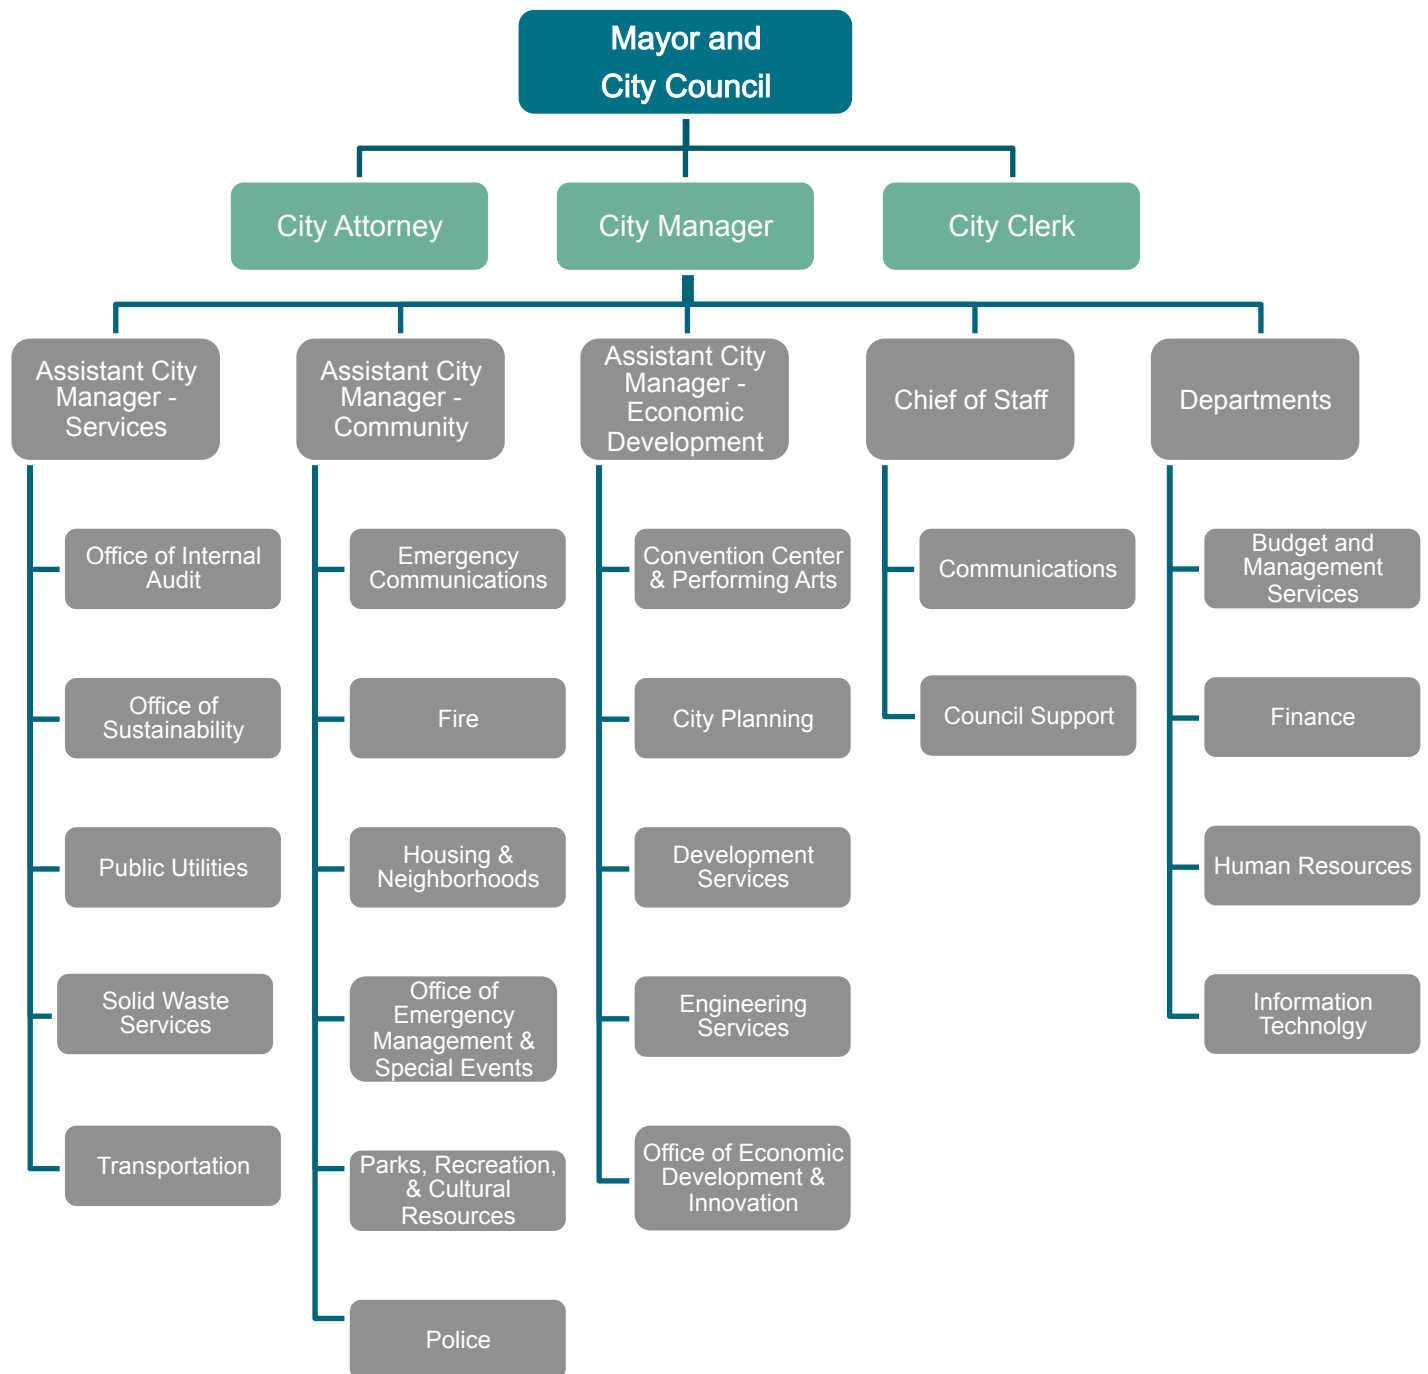 Mayor and
City Council
City Attorney
City Manager
City Clerk
Assistant City
Manager -
Services
Assistant City
Manager -
Community
Assistant City
Manager -
Economic
Development
Chief of Staff
Departments
Office of Internal
Audit
Office of
Sustainability
Public Utilities
Solid Waste
Services
Transportation
Emergency
Communications
Fire
Housing &
Neighborhoods
Office of
Emergency
Management &
Special Events
Parks, Recreation,
& Cultural
Resources
Police
Convention Center
& Performing Arts
City Planning
Development
Services
Engineering
Services
Office of Economic
Development &
Innovation
Communications
Council Support
Budget and
Management
Services
Finance
Human Resources
Information
Technolgy